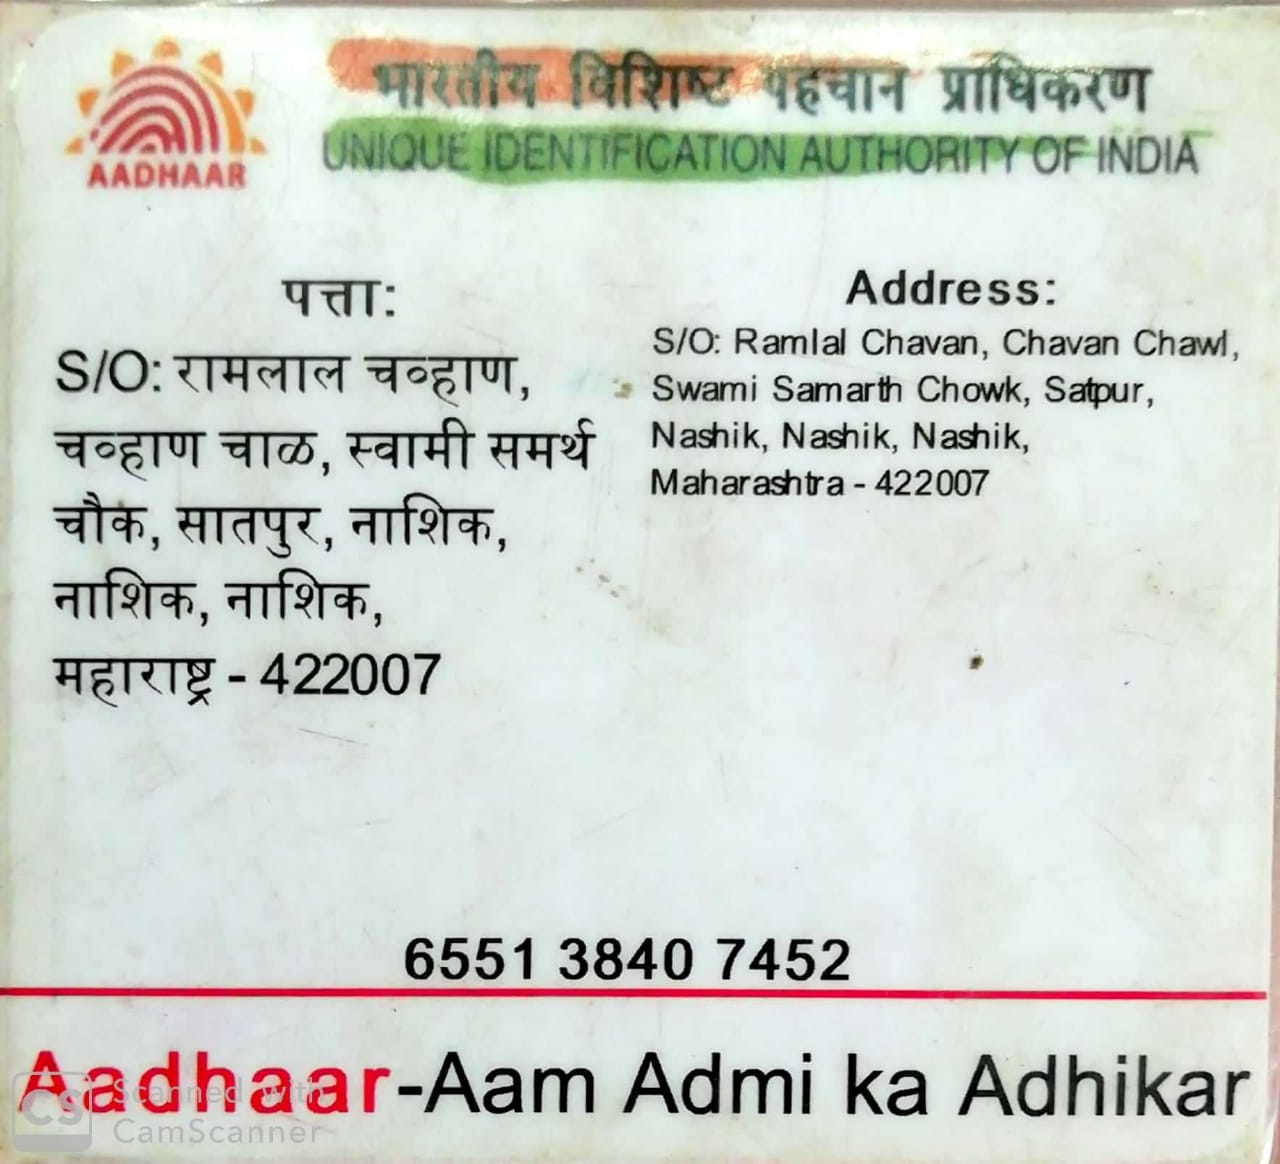 भारतीय विशिष्ट पहचान प्राधिकरण
UNIQUE IDENTIFICATION AUTHORITY OF INDIA
AADHAAR
पत्ता:
S/O: रामलाल चव्हाण,
चव्हाण चाळ, स्वामी समर्थ
चौक, सातपुर, नाशिक,
नाशिक, नाशिक,
महाराष्ट्र - 422007
Address:
S/O: Ramlal Chavan, Chavan Chawl,
Swami Samarth Chowk, Satpur,
Nashik, Nashik, Nashik,
Maharashtra - 422007
6551 3840 7452
Aadhaar-Aam Admi ka Adhikar
CS Scanned with
CamScanner